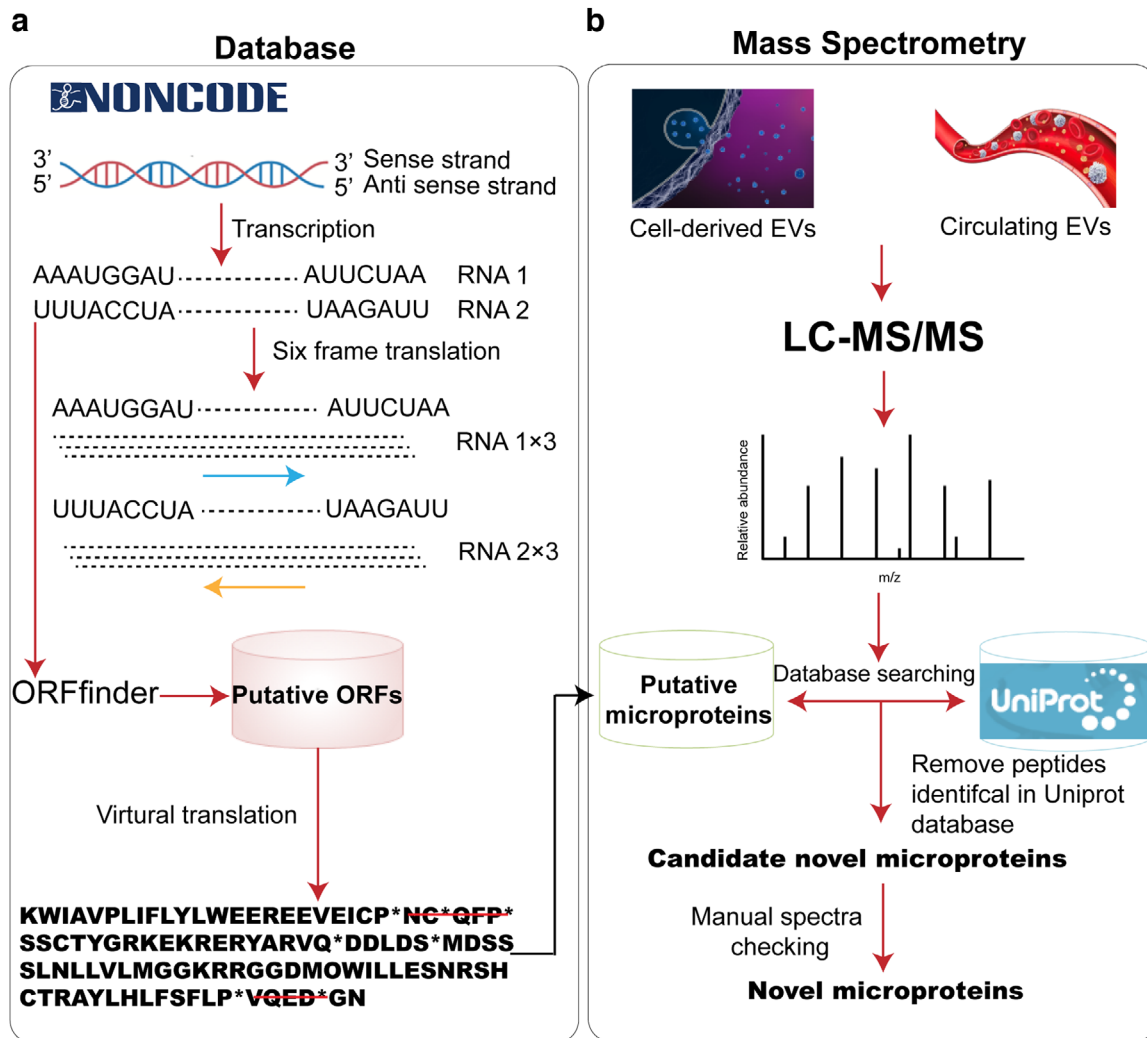 a
Database
NONCODE
3’ 3’ Sense strand
5’ 5’ Anti sense strand
Transcription
AAAUGGAU AUUCUAA RNA 1
UUUACCUA UAAGAUU RNA 2
Six frame translation
AAAUGGAU AUUCUAA
RNA 1×3
UUUACCUA UAAGAUU
RNA 2×3
ORFfinder
Putative ORFs
Virtural translation
KWIAVPLIFLYLWEEREEVEICP*NC*QFP*
SSCTYGRKEKRERYARVQ*DDLDS*MDSS
SLNLLVLMGGKRRGGDMOWILLESNRSH
CTRAYLHLFSFLP*VQED*GN
b
Mass Spectrometry
Cell-derived EVs
Circulating EVs
LC-MS/MS
Relative abundance
m/z
Putative
microproteins
Database searching
UniProt
Remove peptides
identifcal in Uniprot
database
Candidate novel microproteins
Manual spectra
checking
Novel microproteins